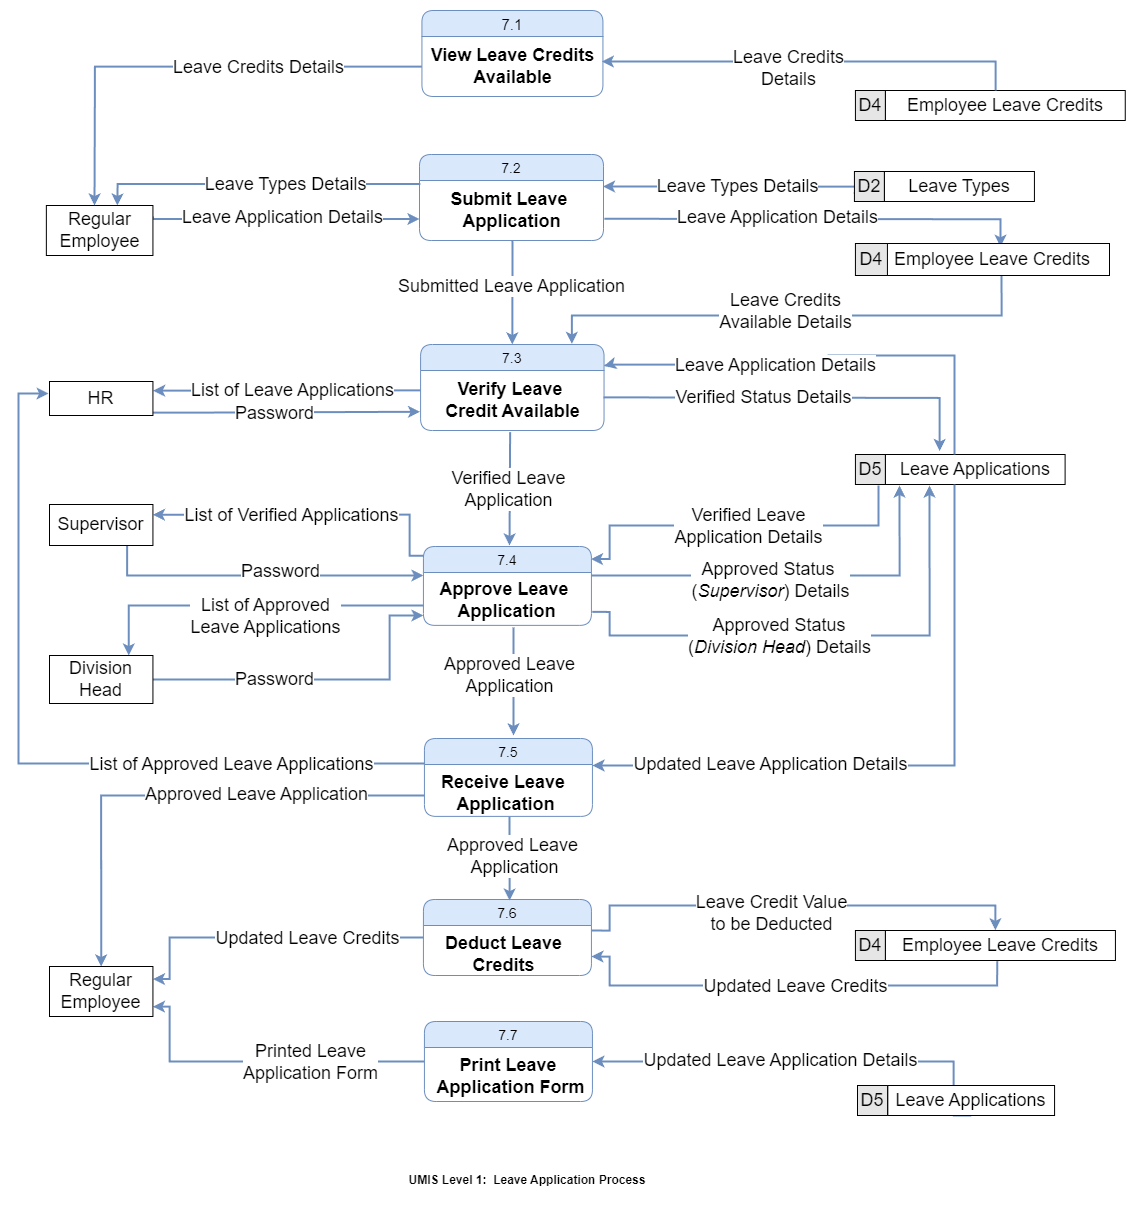 7.1
View Leave Credits
Available
Leave Credits Details
Leave Credits
Details
D4 Employee Leave Credits
7.2
Submit Leave
Application
Leave Types Details
Leave Application Details
Regular
Employee
Leave Types Details
D2 Leave Types
Leave Application Details
D4 Employee Leave Credits
Submitted Leave Application
Leave Credits
Available Details
7.3
Verify Leave
Credit Available
HR
List of Leave Applications
Password
Leave Application Details
Verified Status Details
D5 Leave Applications
Verified Leave
Application
Supervisor
List of Verified Applications
Verified Leave
Application Details
7.4
Approve Leave
Application
Password
Approved Status
(Supervisor) Details
List of Approved
Leave Applications
Approved Status
(Division Head) Details
Division
Head
Password
Approved Leave
Application
7.5
Receive Leave
Application
List of Approved Leave Applications
Updated Leave Application Details
Approved Leave Application
Approved Leave
Application
7.6
Deduct Leave
Credits
Leave Credit Value
to be Deducted
Updated Leave Credits
D4 Employee Leave Credits
Updated Leave Credits
Regular
Employee
7.7
Print Leave
Application Form
Printed Leave
Application Form
Updated Leave Application Details
D5 Leave Applications
UMIS Level 1: Leave Application Process